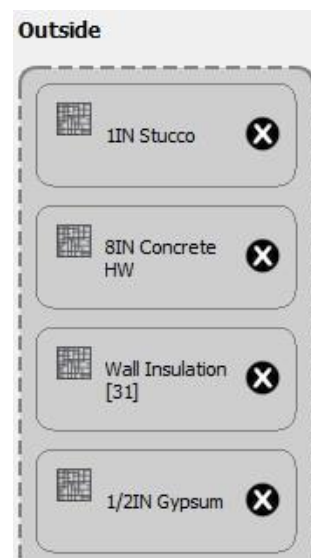 Outside
1IN Stucco
8IN Concrete
HW
Wall Insulation
[31]
1/2IN Gypsum